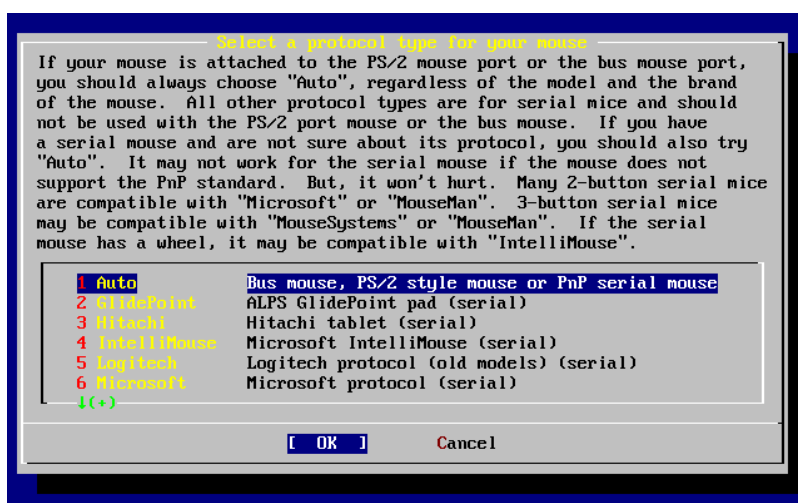 Select a protocol type for your mouse
If your mouse is attached to the PS/2 mouse port or the bus mouse port,
you should always choose "Auto", regardless of the model and the brand
of the mouse.  All other protocol types are for serial mice and should
not be used with the PS/2 port mouse or the bus mouse.  If you have
a serial mouse and are not sure about its protocol, you should also try
"Auto".  It may not work for the serial mouse if the mouse does not
support the PnP standard.  But, it won't hurt.  Many 2-button serial mice
are compatible with "Microsoft" or "MouseMan".  3-button serial mice
may be compatible with "MouseSystems" or "MouseMan".  If the serial
mouse has a wheel, it may be compatible with "IntelliMouse".
1 Auto Bus mouse, PS/2 style mouse or PnP serial mouse
2 GlidePoint ALPS GlidePoint pad (serial)
3 Hitachi Hitachi tablet (serial)
4 IntelliMouse Microsoft IntelliMouse (serial)
5 Logitech Logitech protocol (old models) (serial)
6 Microsoft Microsoft protocol (serial)
↓(+)
[ OK ] Cancel